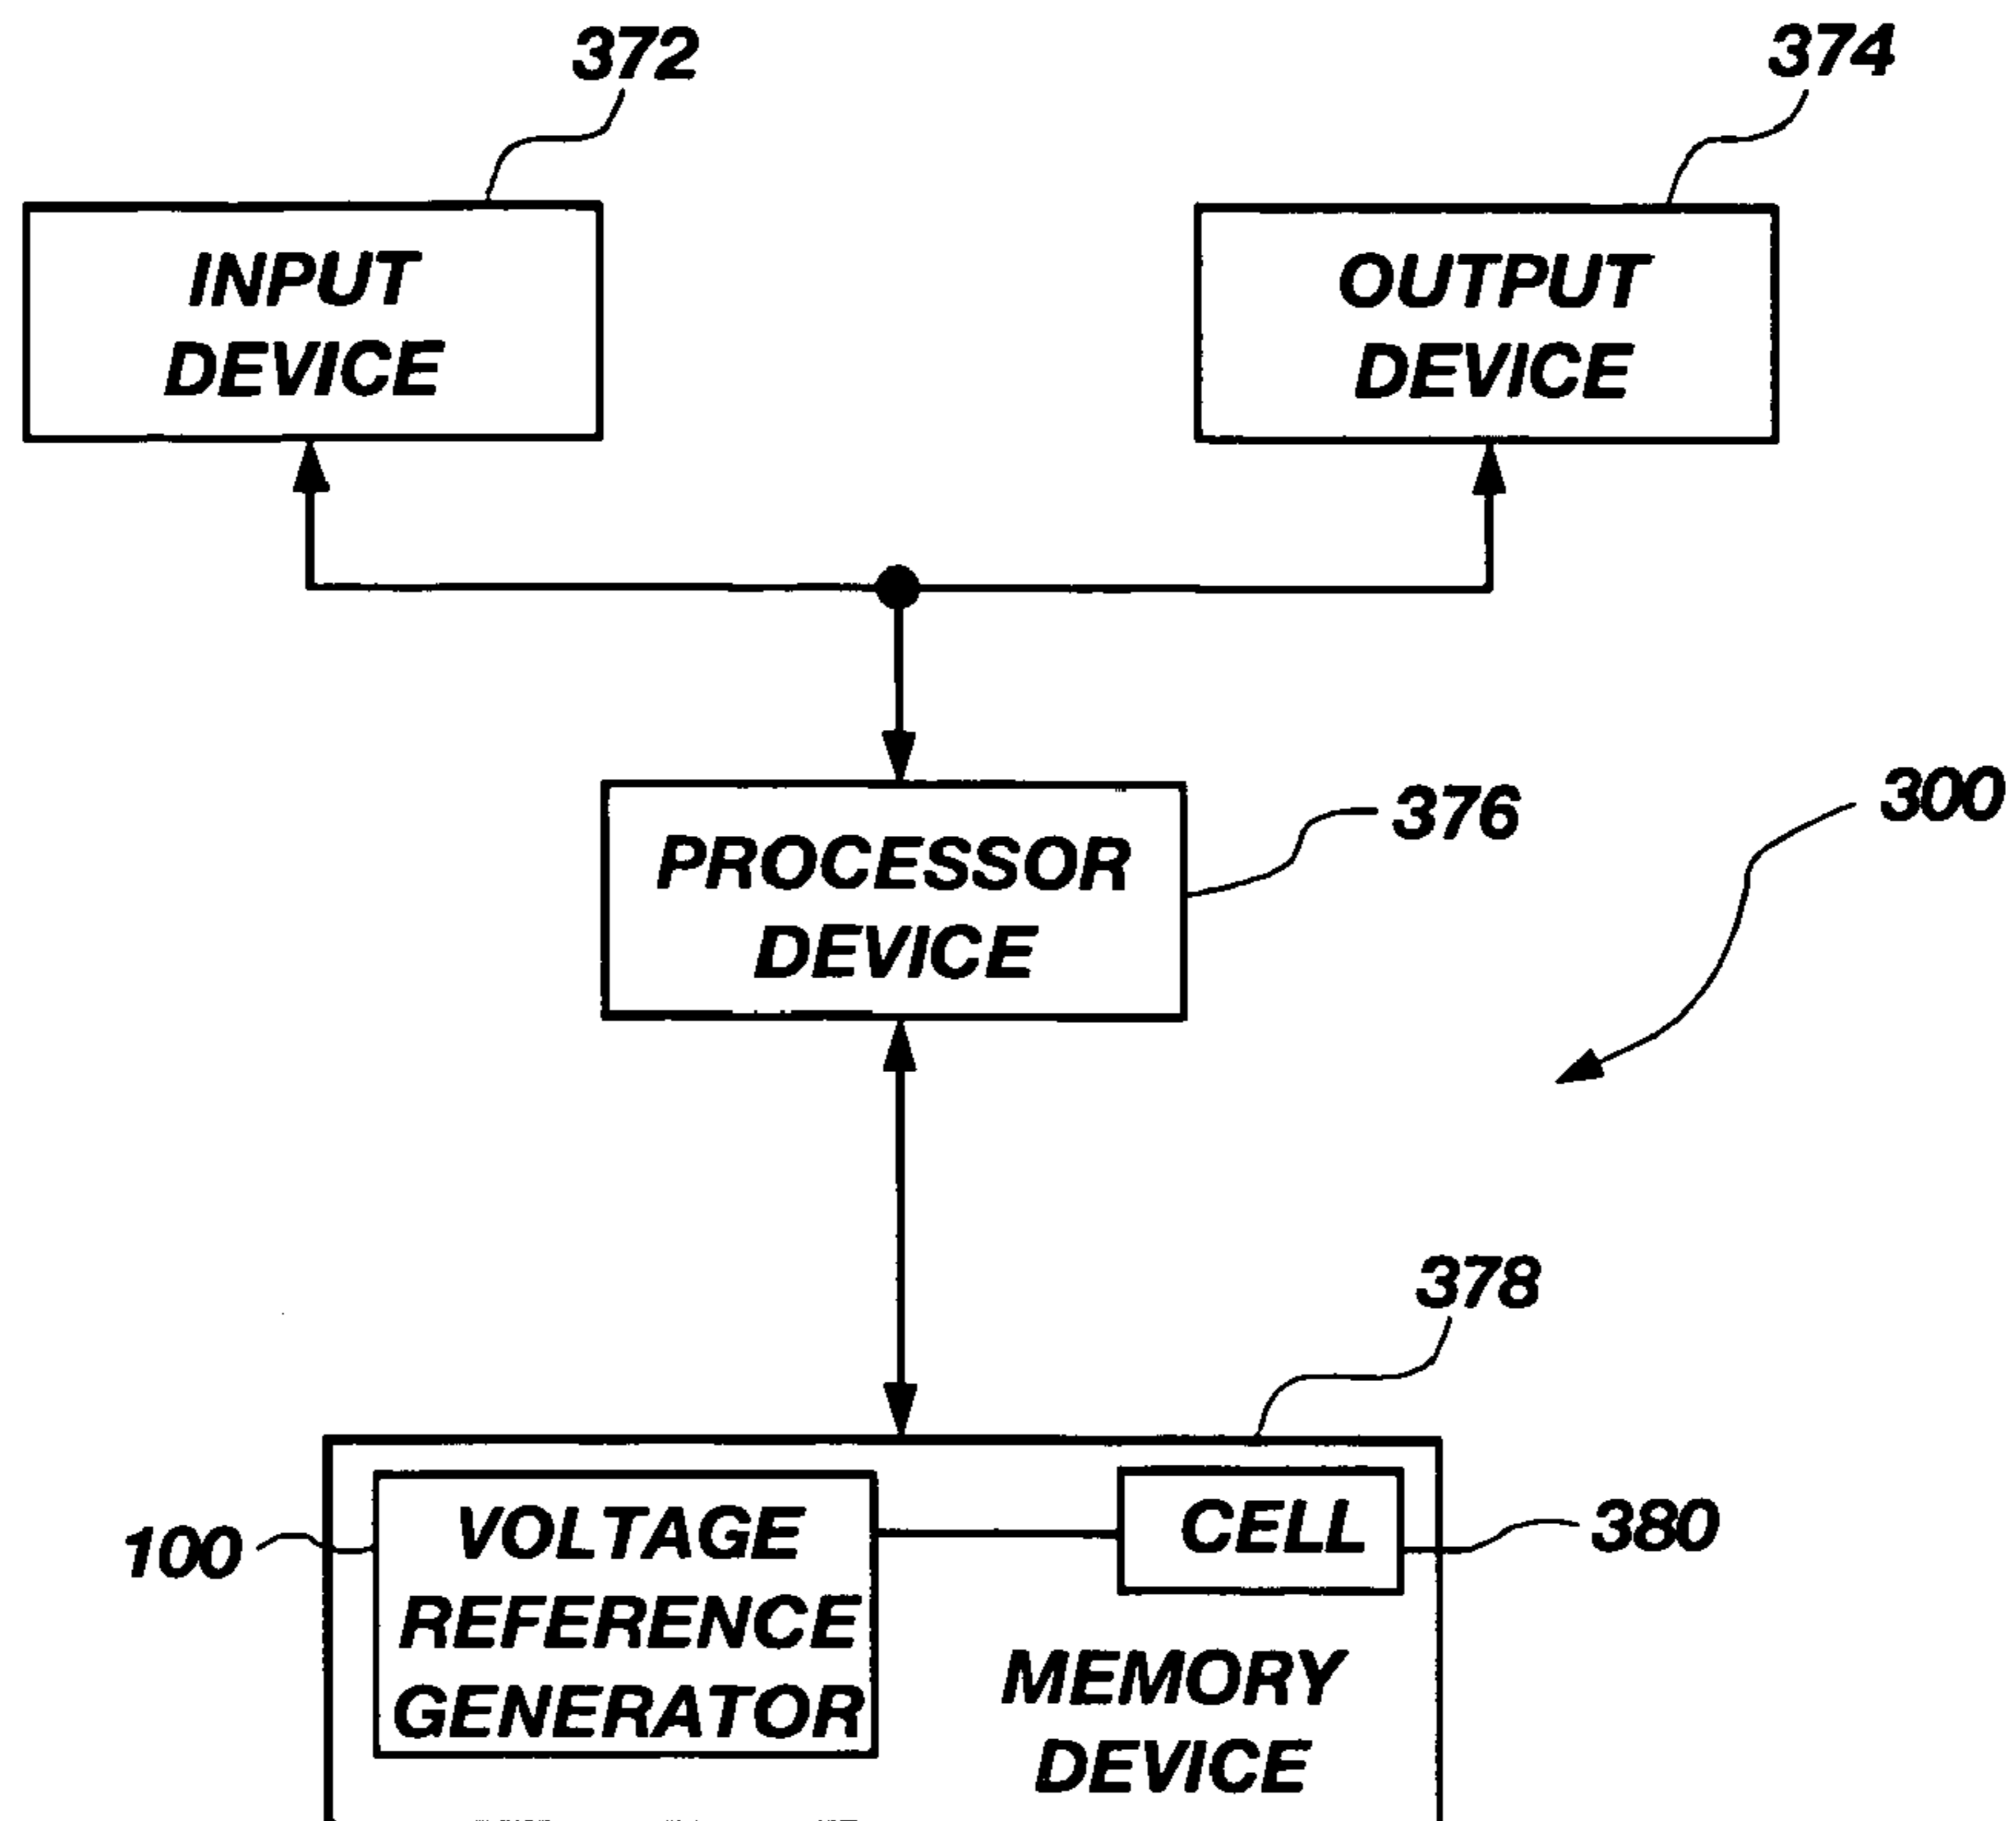 372
374
INPUT
DEVICE
OUTPUT
DEVICE
PROCESSOR
DEVICE
376
300
378
100
VOLTAGE
REFERENCE
GENERATOR
CELL
380
MEMORY
DEVICE